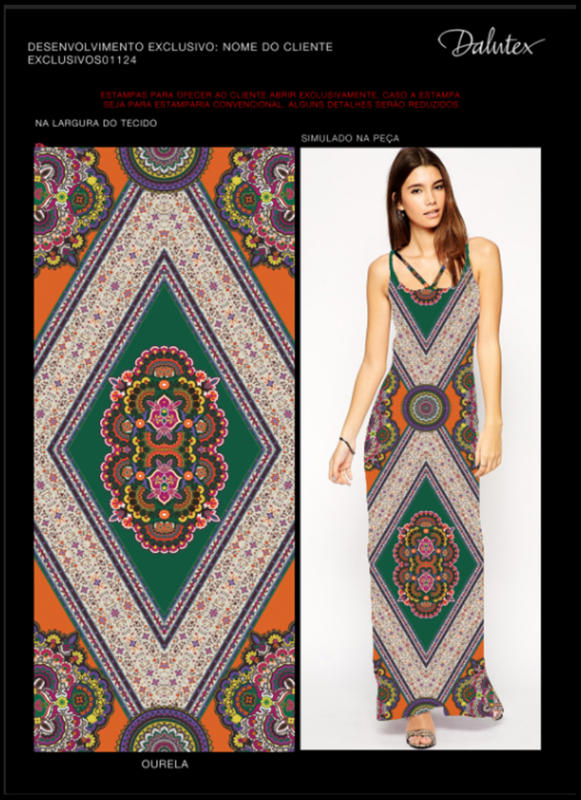 DESENVOLVIMENTO EXCLUSIVO: NOME DO CLIENTE
EXCLUSIVOS01124
Dalutex
ESTAMPAS PARA OFECER AO CLIENTE ABRIR EXCLUSIVAMENTE. CASO A ESTAMPA
SEJA PARA ESTAMPARIA CONVENCIONAL, ALGUNS DETALHES SERÃO REDUZIDOS.
NA LARGURA DO TECIDO
SIMULADO NA PEÇA
OURELA